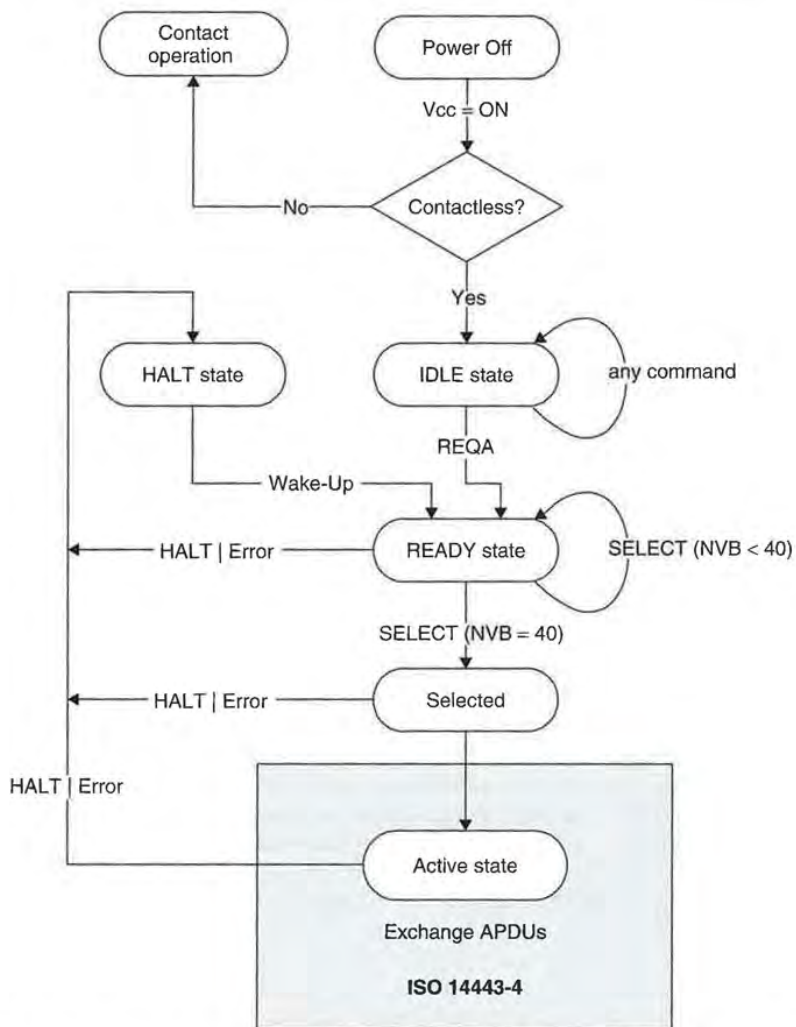 Contact
operation
Power Off
Vcc = ON
No
Contactless?
Yes
HALT state
IDLE state
any command
REQA
Wake-Up
HALT | Error
READY state
SELECT (NVB < 40)
SELECT (NVB = 40)
HALT | Error
Selected
HALT | Error
Active state
Exchange APDUs
ISO 14443-4